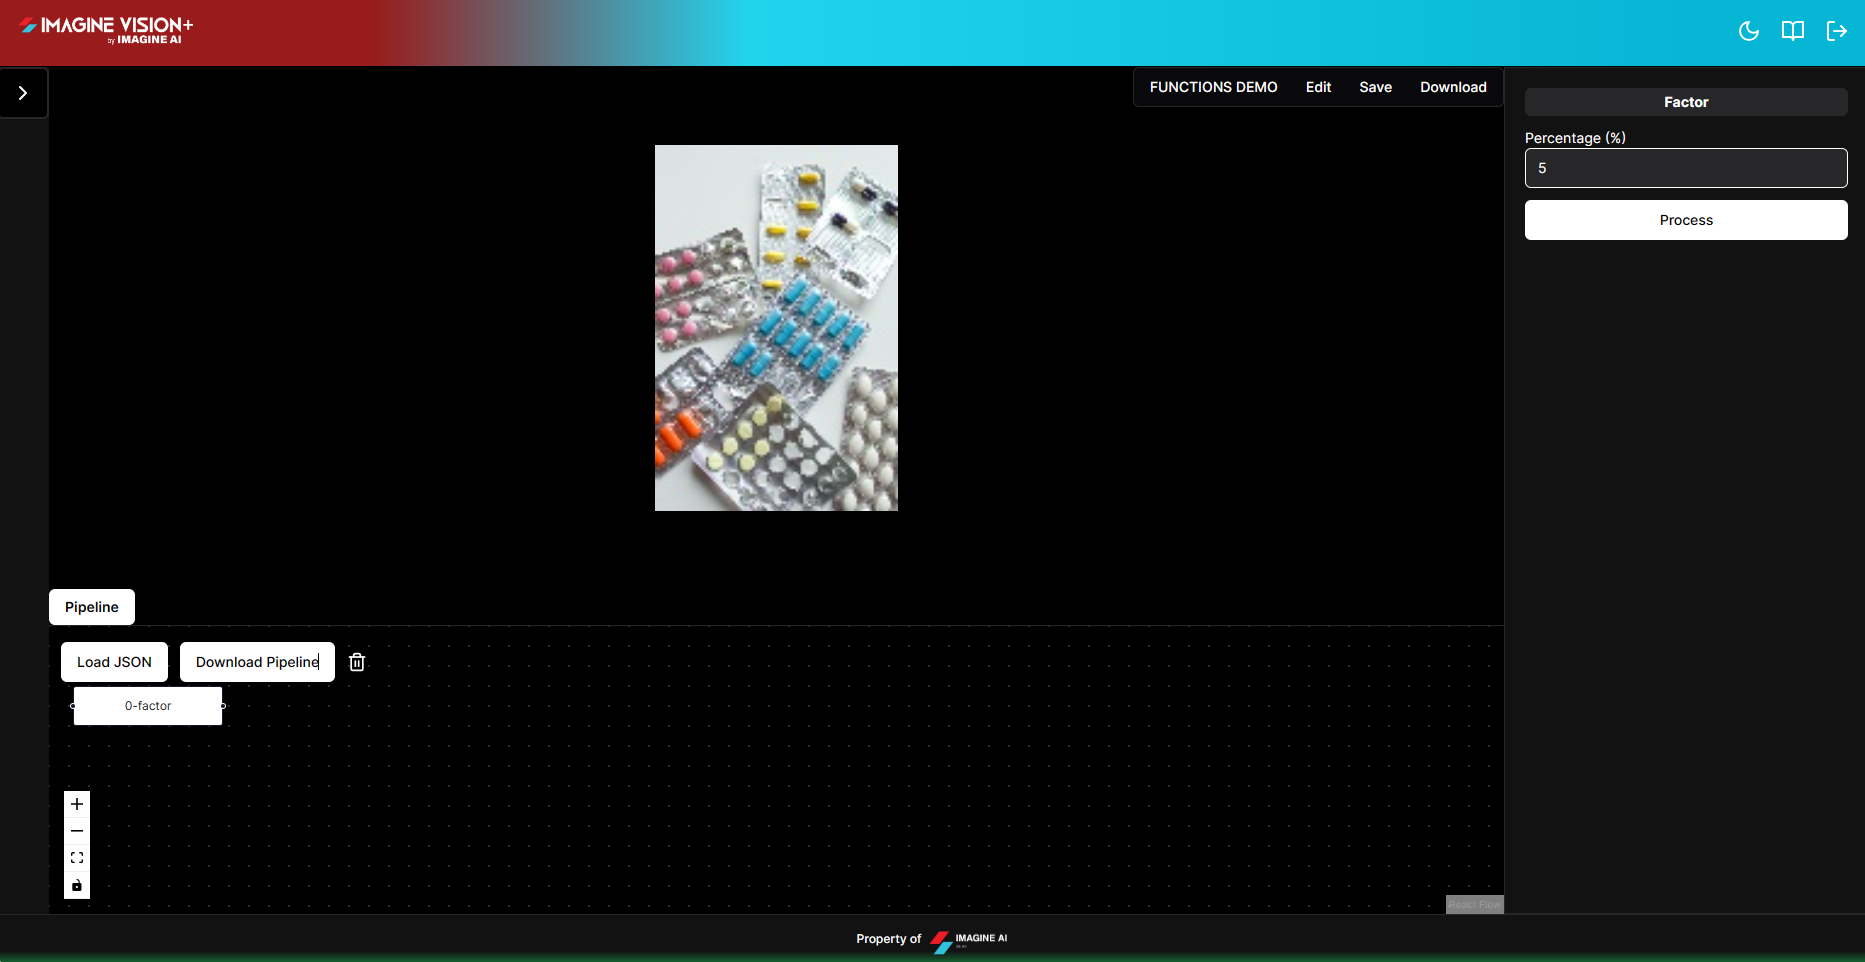 IMAGINE VISION+
by IMAGINE AI
FUNCTIONS DEMO Edit Save Download
Factor
Percentage (%)
5
Process
Pipeline
Load JSON Download Pipeline
0-factor
React Flow
Property of IMAGINE AI